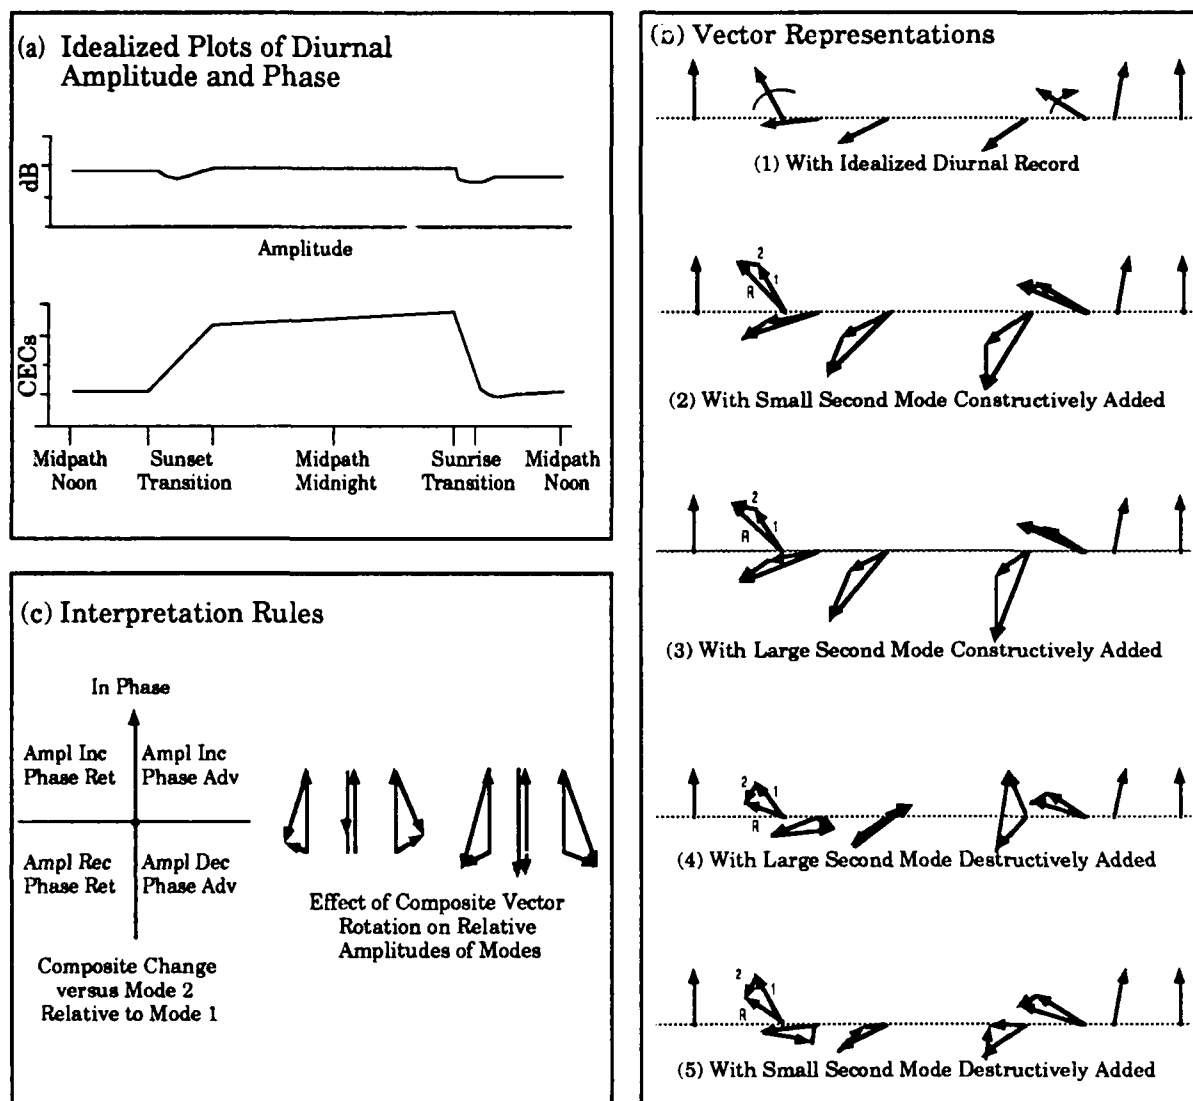 (a) Idealized Plots of Diurnal
Amplitude and Phase
dB
Amplitude
CECs
Midpath
Noon
Sunset
Transition
Midpath
Midnight
Sunrise
Transition
Midpath
Noon
(c) Interpretation Rules
In Phase
Ampl Inc
Phase Ret
Ampl Inc
Phase Adv
Ampl Rec
Phase Ret
Ampl Dec
Phase Adv
Composite Change
versus Mode 2
Relative to Mode 1
Effect of Composite Vector
Rotation on Relative
Amplitudes of Modes
(b) Vector Representations
(1) With Idealized Diurnal Record
2
1
R
(2) With Small Second Mode Constructively Added
2
1
R
(3) With Large Second Mode Constructively Added
2
1
R
(4) With Large Second Mode Destructively Added
2
1
R
(5) With Small Second Mode Destructively Added